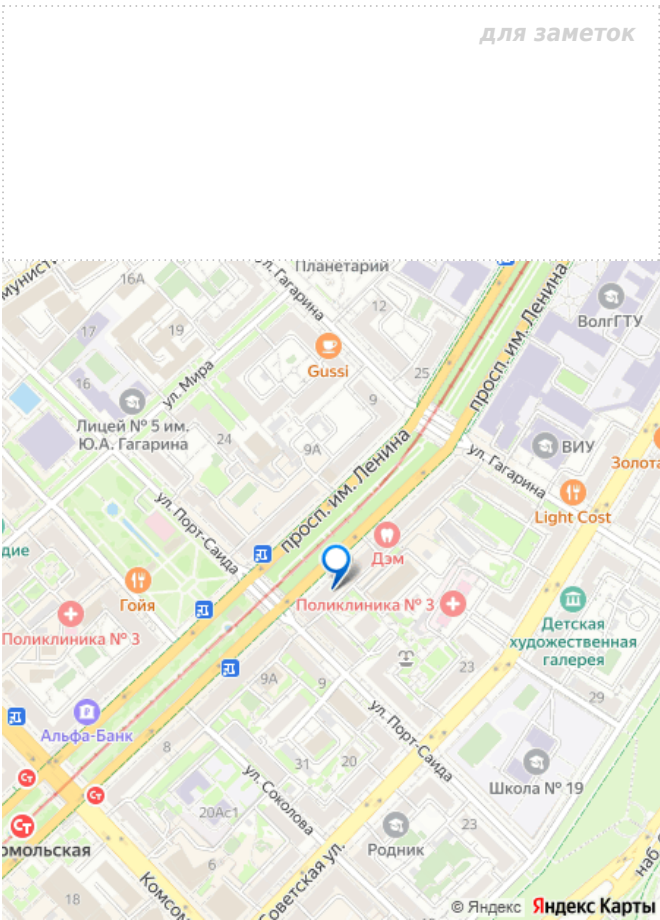 для заметок
Планетарий
ул. Гагарина
16А
12
17
19
ВолгГТУ
просп. им. Ленина
Gussi
ул. Мира
25
16
9
Лицей № 5 им.
Ю.А. Гагарина
24
9А
ВИУ
ул. Гагарина
просп. им. Ленина
Золота
ул. Порт-Саида
Light Cost
Дэм
дие
Гойя
Поликлиника № 3
Поликлиника № 3
Детская
художественная
галерея
23
9А
9
29
Альфа-Банк
ул. Порт-Саида
8
31
20
Школа № 19
ул. Соколова
20Ас1
омольская
Родник
23
6
Советская ул.
Комсом
наб.
18
© Яндекс Яндекс Карты